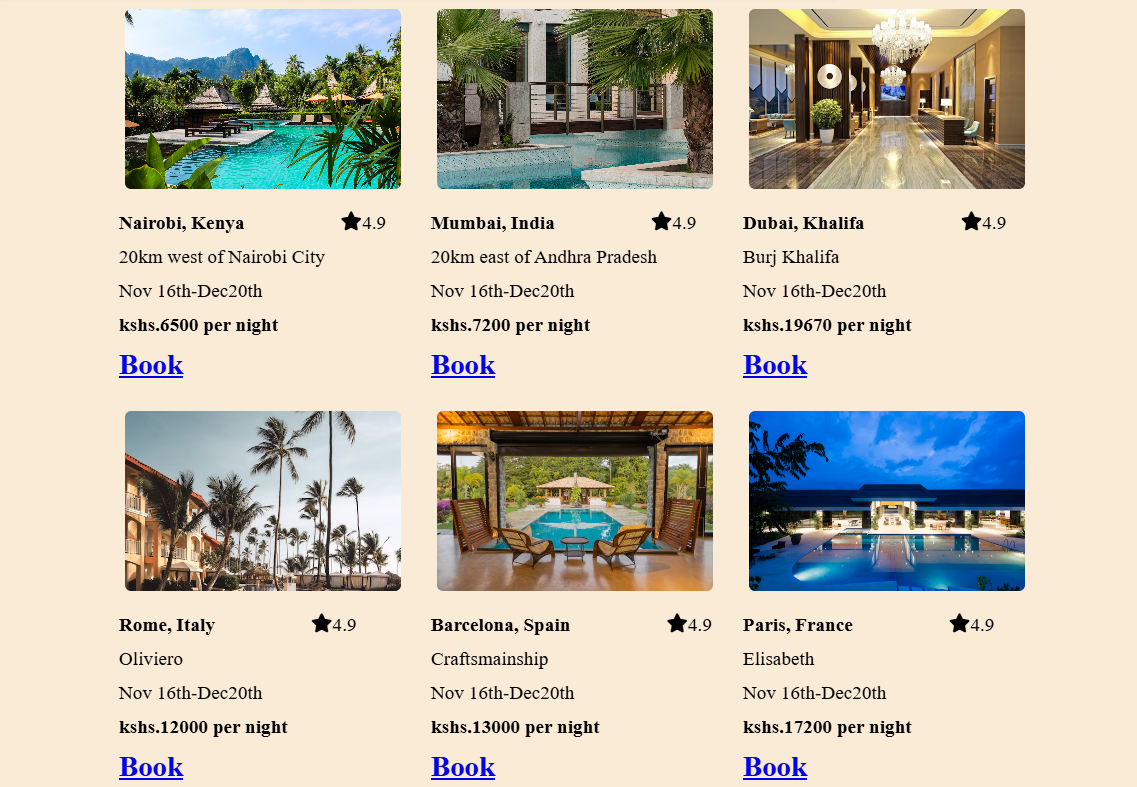 Nairobi, Kenya ★4.9
20km west of Nairobi City
Nov 16th-Dec20th
kshs.6500 per night
Book
Mumbai, India ★4.9
20km east of Andhra Pradesh
Nov 16th-Dec20th
kshs.7200 per night
Book
Dubai, Khalifa ★4.9
Burj Khalifa
Nov 16th-Dec20th
kshs.19670 per night
Book
Rome, Italy ★4.9
Oliviero
Nov 16th-Dec20th
kshs.12000 per night
Book
Barcelona, Spain ★4.9
Craftsmainship
Nov 16th-Dec20th
kshs.13000 per night
Book
Paris, France ★4.9
Elisabeth
Nov 16th-Dec20th
kshs.17200 per night
Book